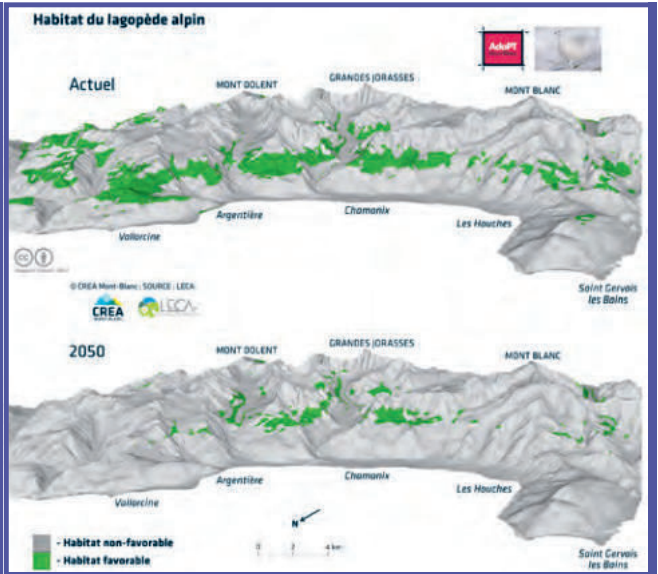 Habitat du lagopède alpin
AdaPT
Actuel
MONT DOLENT
GRANDES JORASSES
MONT BLANC
Vallorcine
Argentière
Chamonix
Les Houches
Saint Gervais
les Bains
© CREA Mont-Blanc : SOURCE : LECA
CREA
MONT-BLANC
LECA
2050
MONT DOLENT
GRANDES JORASSES
MONT BLANC
Vallorcine
Argentière
Chamonix
Les Houches
Saint Gervais
les Bains
N
0 2 4 km
- Habitat non-favorable
- Habitat favorable